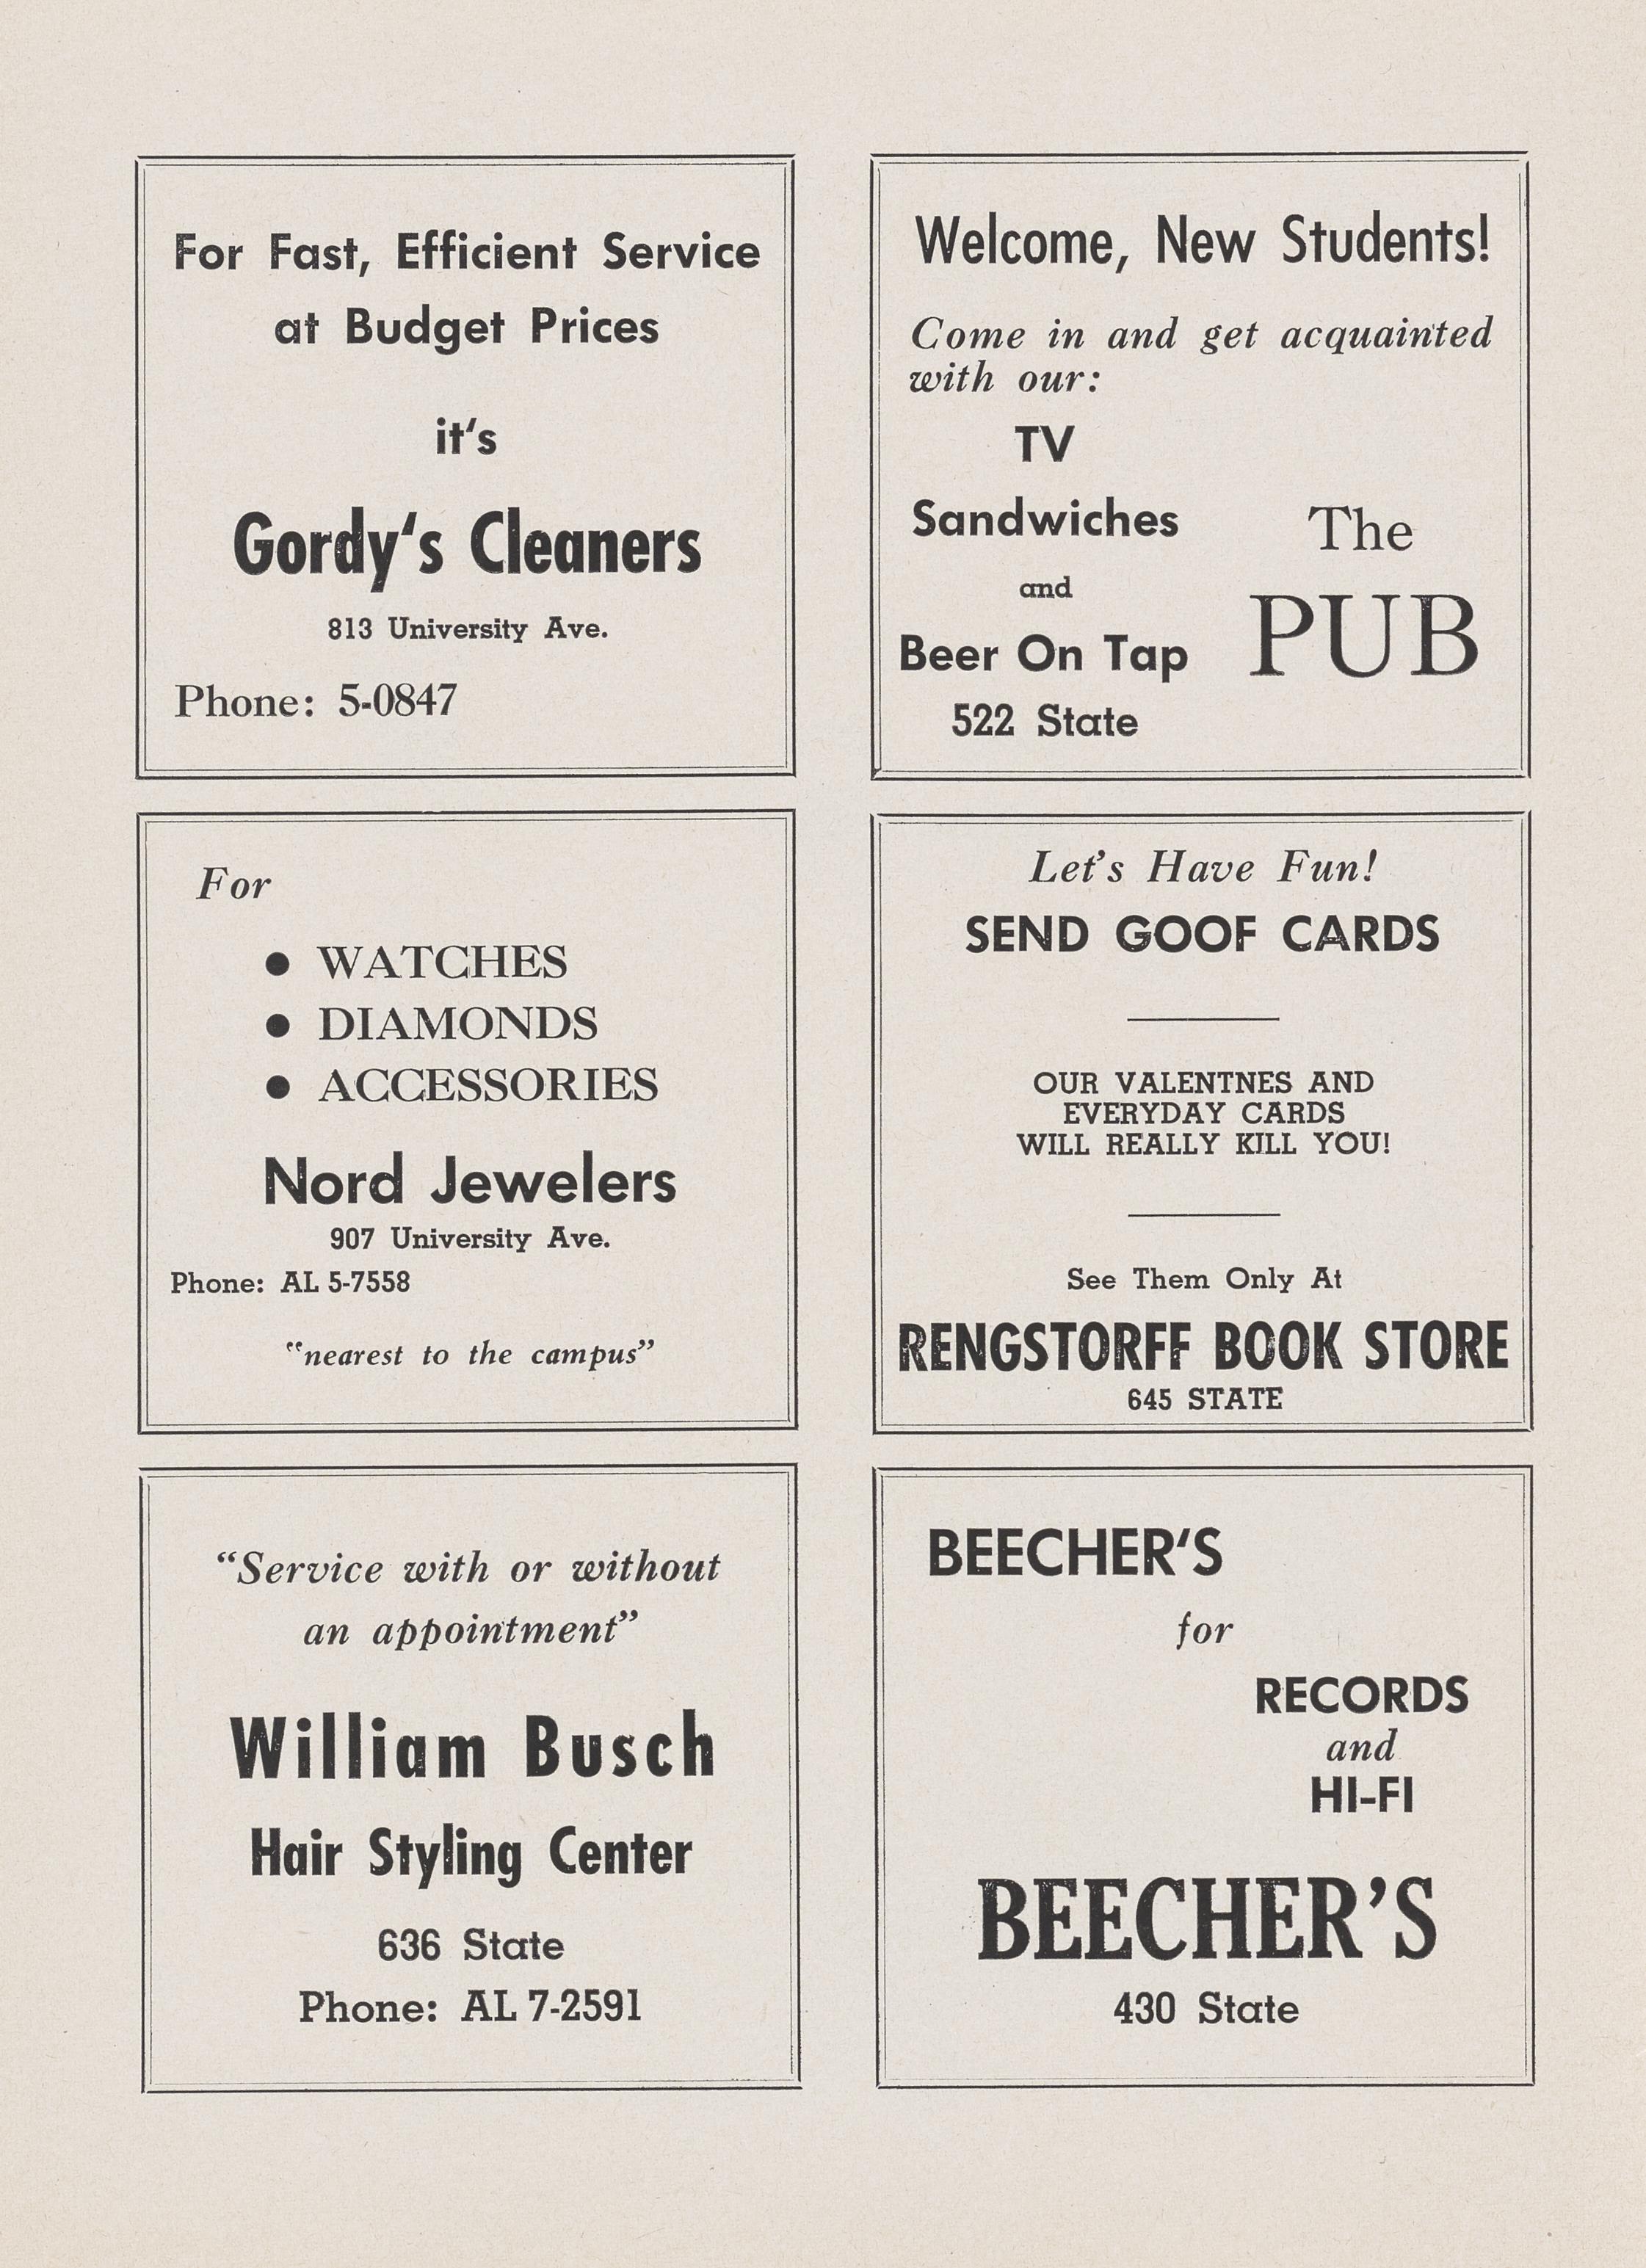 For Fast, Efficient Service
at Budget Prices
it's
Gordy's Cleaners
813 University Ave.
Phone: 5-0847
Welcome, New Students!
Come in and get acquainted
with our:
TV
Sandwiches
and
Beer On Tap
522 State
The
PUB
For
● WATCHES
● DIAMONDS
● ACCESSORIES
Nord Jewelers
907 University Ave.
Phone: AL 5-7558
"nearest to the campus"
Let's Have Fun!
SEND GOOF CARDS
OUR VALENTNES AND
EVERYDAY CARDS
WILL REALLY KILL YOU!
See Them Only At
RENGSTORFF BOOK STORE
645 STATE
"Service with or without
an appointment"
William Busch
Hair Styling Center
636 State
Phone: AL 7-2591
BEECHER'S
for
RECORDS
and
HI-FI
BEECHER'S
430 State